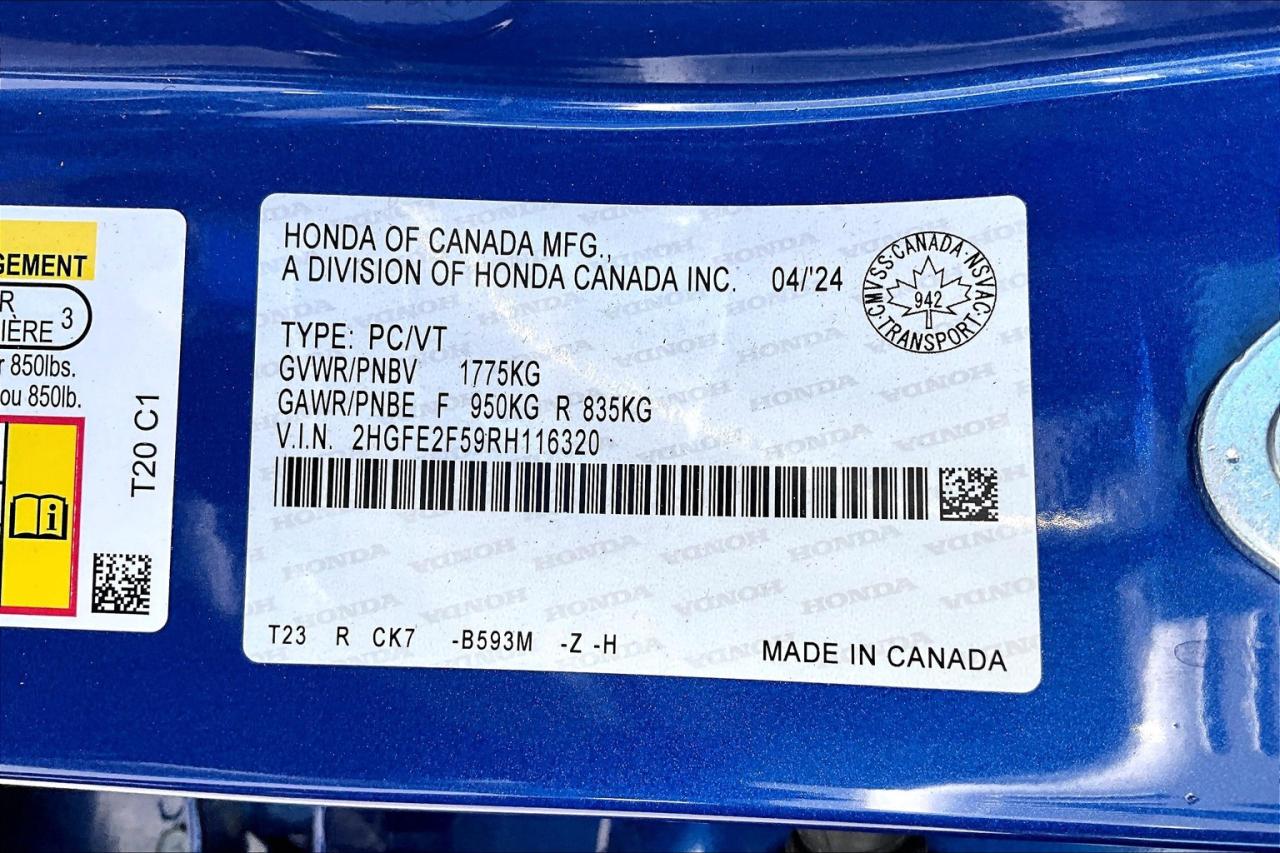 GEMENT
R
IÈRE 3
r 850lbs.
ou 850lb.
T20 C1
HONDA OF CANADA MFG.,
A DIVISION OF HONDA CANADA INC. 04/'24
CMVSS·CANADA·NSVAC·TRANSPORT·
942
TYPE: PC/VT
GVWR/PNBV 1775KG
GAWR/PNBE F 950KG R 835KG
V.I.N. 2HGFE2F59RH116320
T23 R CK7 -B593M -Z -H
MADE IN CANADA